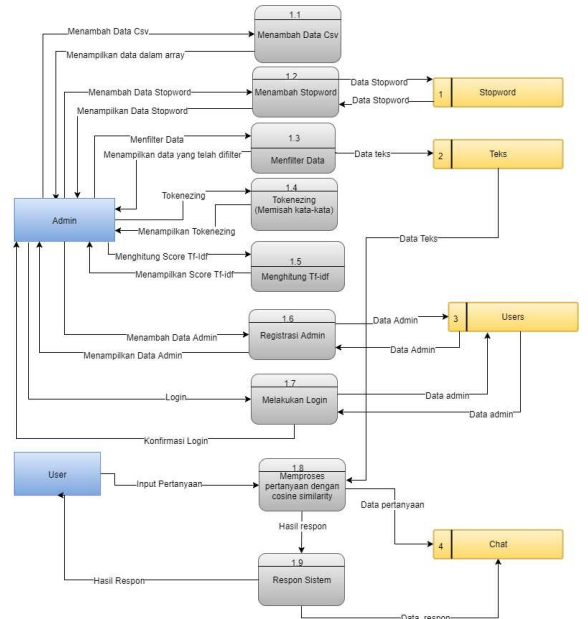 1.1
Menambah Data Csv
Menambah Data Csv
Menampilkan data dalam array
1.2
Menambah Stopword
Menambah Data Stopword
Menampilkan Data Stopword
Data Stopword
Data Stopword
1 Stopword
1.3
Menfilter Data
Menfilter Data
Menampilkan data yang telah difilter
Data teks
2 Teks
1.4
Tokenezing
(Memisah kata-kata)
Tokenezing
Menampilkan Tokenezing
Admin
Data Teks
Menghitung Score Tf-Idf
Menampilkan Score Tf-idf
1.5
Menghitung Tf-idf
1.6
Registrasi Admin
Menambah Data Admin
Menampilkan Data Admin
Data Admin
Data Admin
3 Users
1.7
Melakukan Login
Login
Konfirmasi Login
Data admin
Data admin
User
Input Pertanyaan
1.8
Memproses
pertanyaan dengan
cosine similarity
Data pertanyaan
Hasil respon
4 Chat
1.9
Respon Sistem
Hasil Respon
Data respon